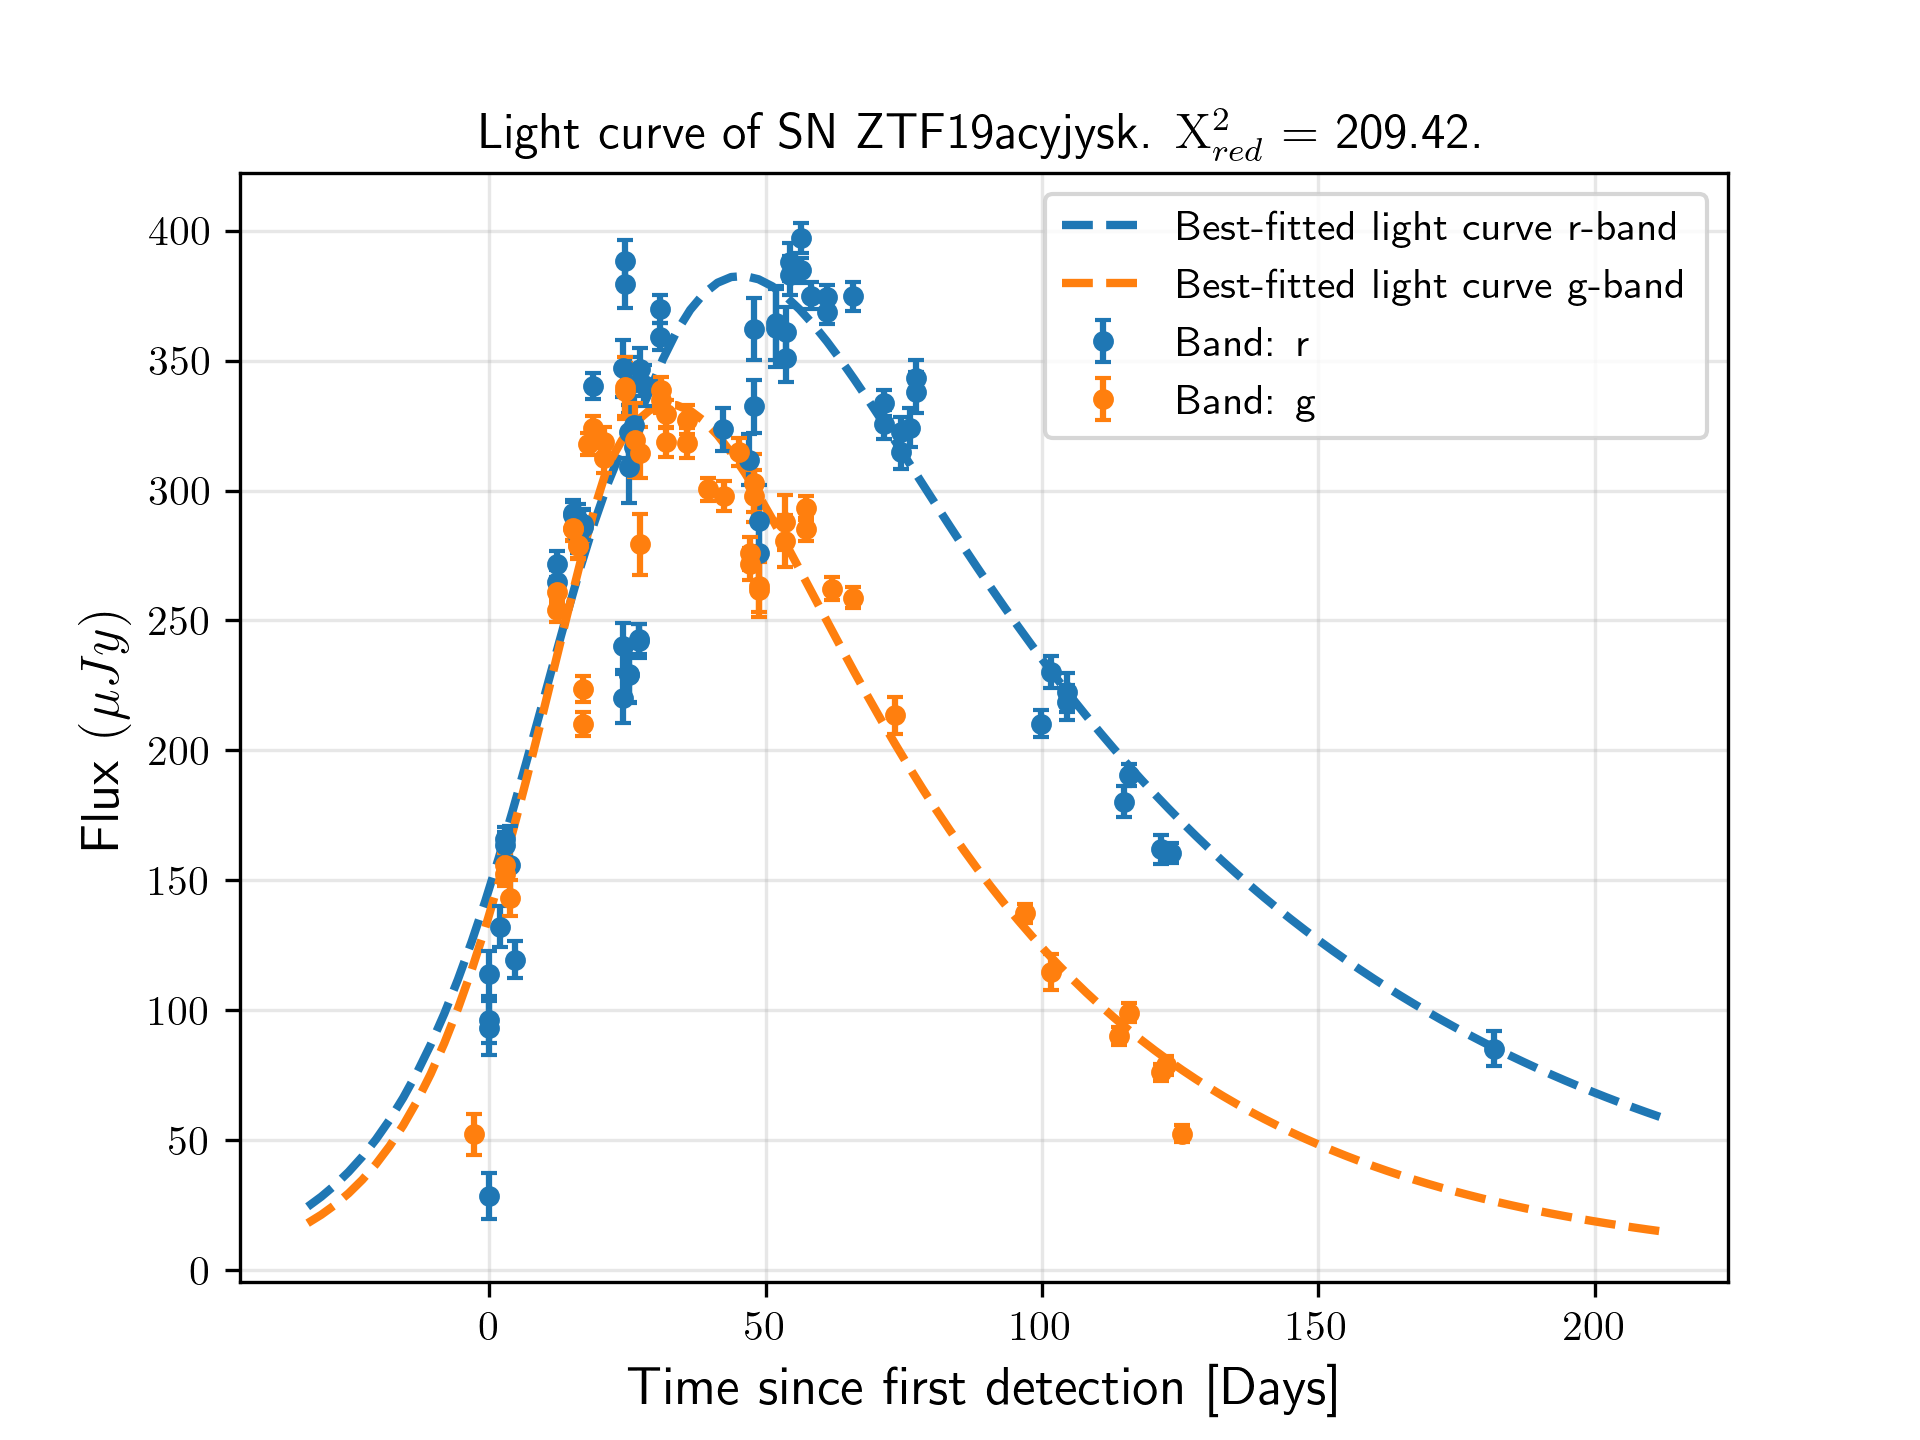 Light curve of SN ZTF19acyjysk. X²_red = 209.42.
Best-fitted light curve r-band
Best-fitted light curve g-band
Band: r
Band: g
Flux (μJy)
400
350
300
250
200
150
100
50
0
0 50 100 150 200
Time since first detection [Days]